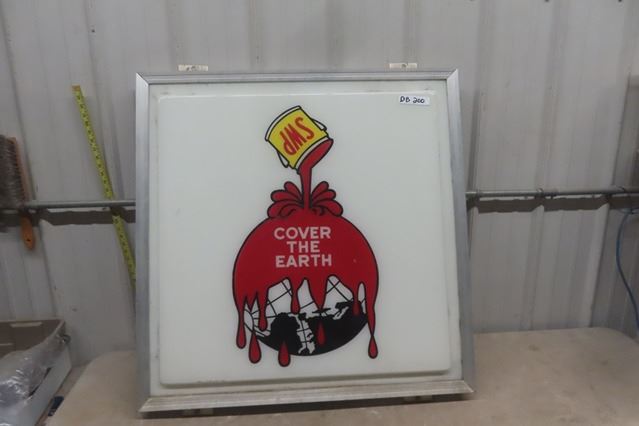 DB 200
SWP
COVER
THE
EARTH